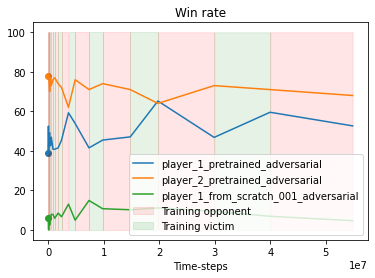 Win rate
100
80
60
40
20
0
player_1_pretrained_adversarial
player_2_pretrained_adversarial
player_1_from_scratch_001_adversarial
Training opponent
Training victim
0 1 2 3 4 5
1e7
Time-steps